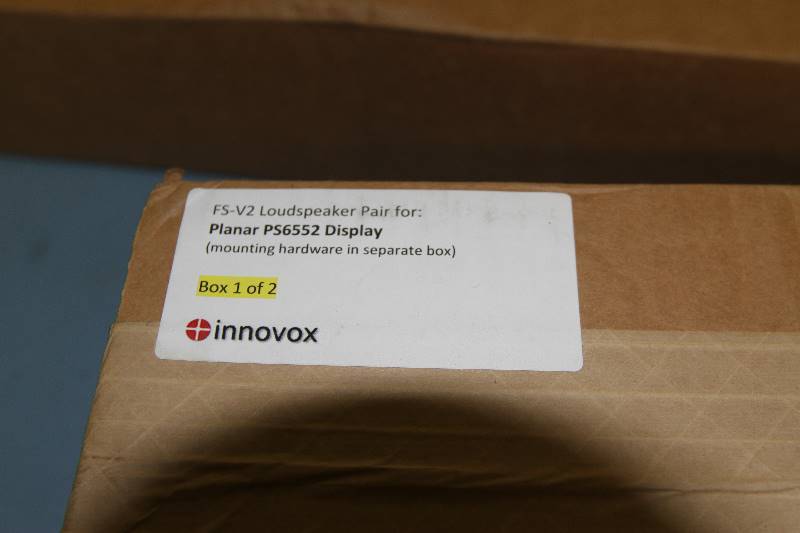 FS-V2 Loudspeaker Pair for:
Planar PS6552 Display
(mounting hardware in separate box)
Box 1 of 2
innovox